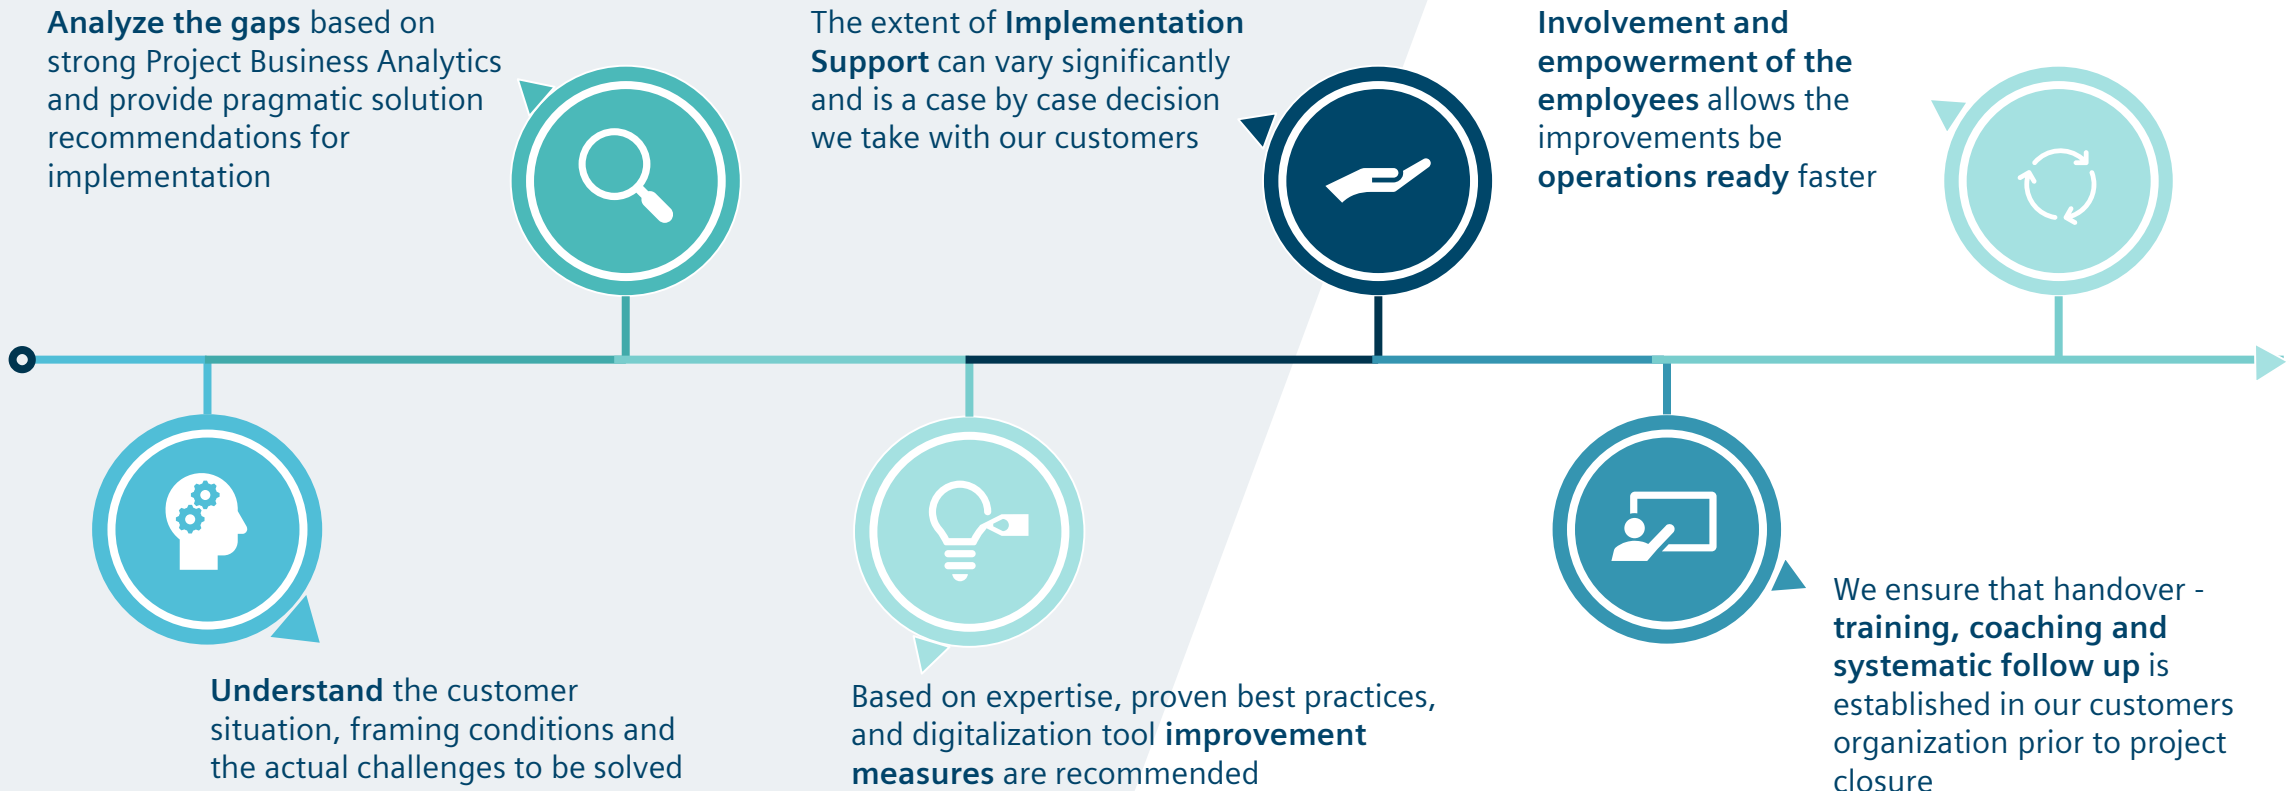 Analyze the gaps based on
strong Project Business Analytics
and provide pragmatic solution
recommendations for
implementation
The extent of Implementation
Support can vary significantly
and is a case by case decision
we take with our customers
Involvement and
empowerment of the
employees allows the
improvements be
operations ready faster
Understand the customer
situation, framing conditions and
the actual challenges to be solved
Based on expertise, proven best practices,
and digitalization tool improvement
measures are recommended
We ensure that handover -
training, coaching and
systematic follow up is
established in our customers
organization prior to project
closure